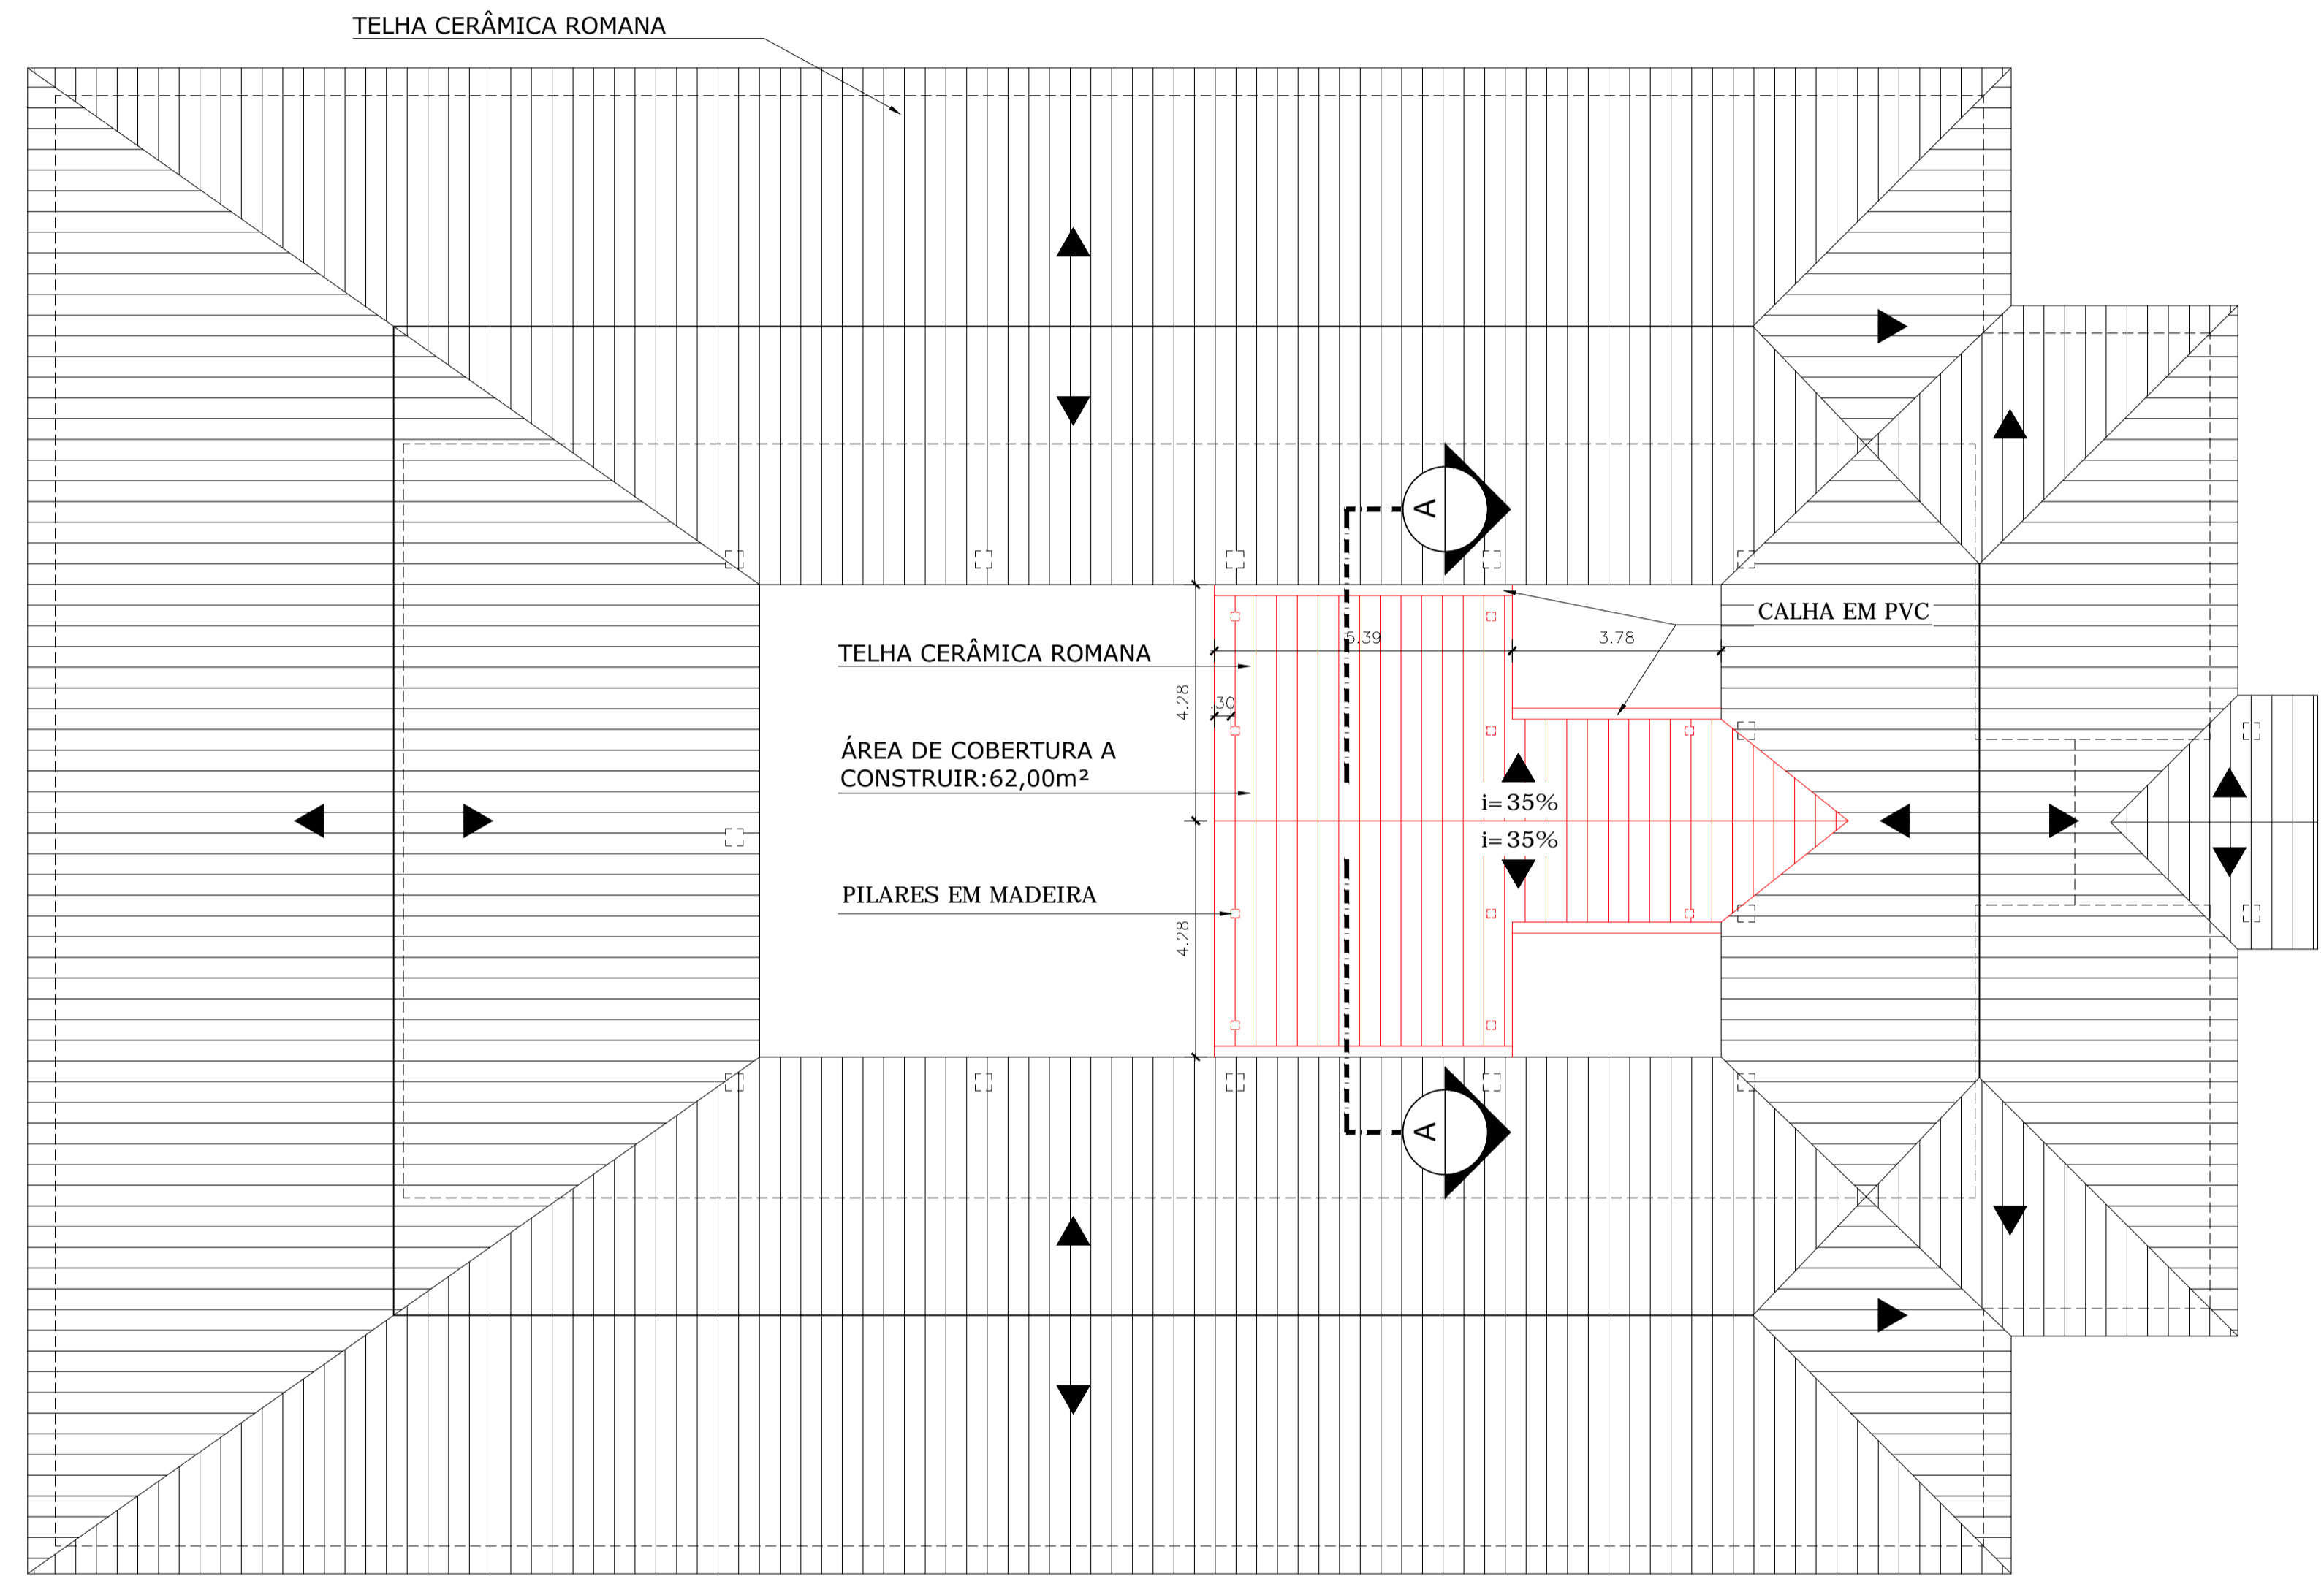 TELHA CERÂMICA ROMANA
A
CALHA EM PVC
5.39
3.78
TELHA CERÂMICA ROMANA
4.28
.30
ÁREA DE COBERTURA A
CONSTRUIR:62,00m²
i=35%
i=35%
PILARES EM MADEIRA
4.28
A